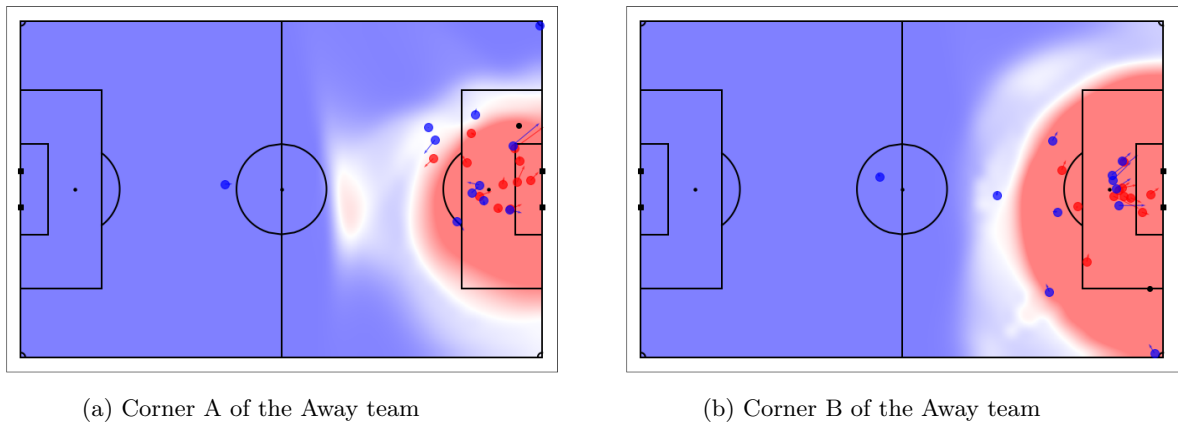 (a) Corner A of the Away team
(b) Corner B of the Away team